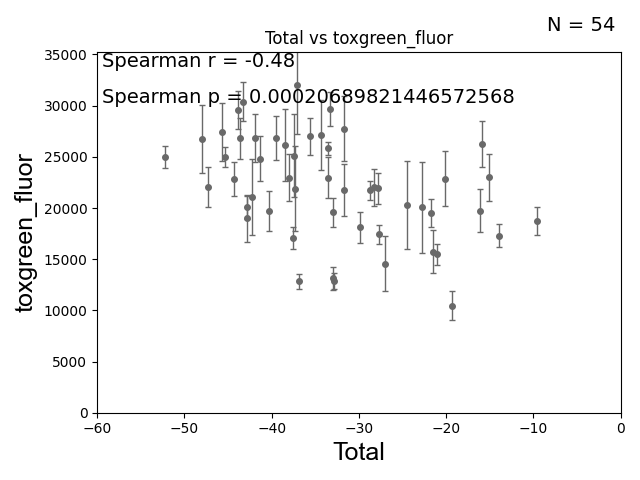 N = 54
Total vs toxgreen_fluor
Spearman r = -0.48
Spearman p = 0.00020689821446572568
35000
30000
25000
20000
15000
10000
5000
0
toxgreen_fluor
−60
−50
−40
−30
−20
−10
0
Total